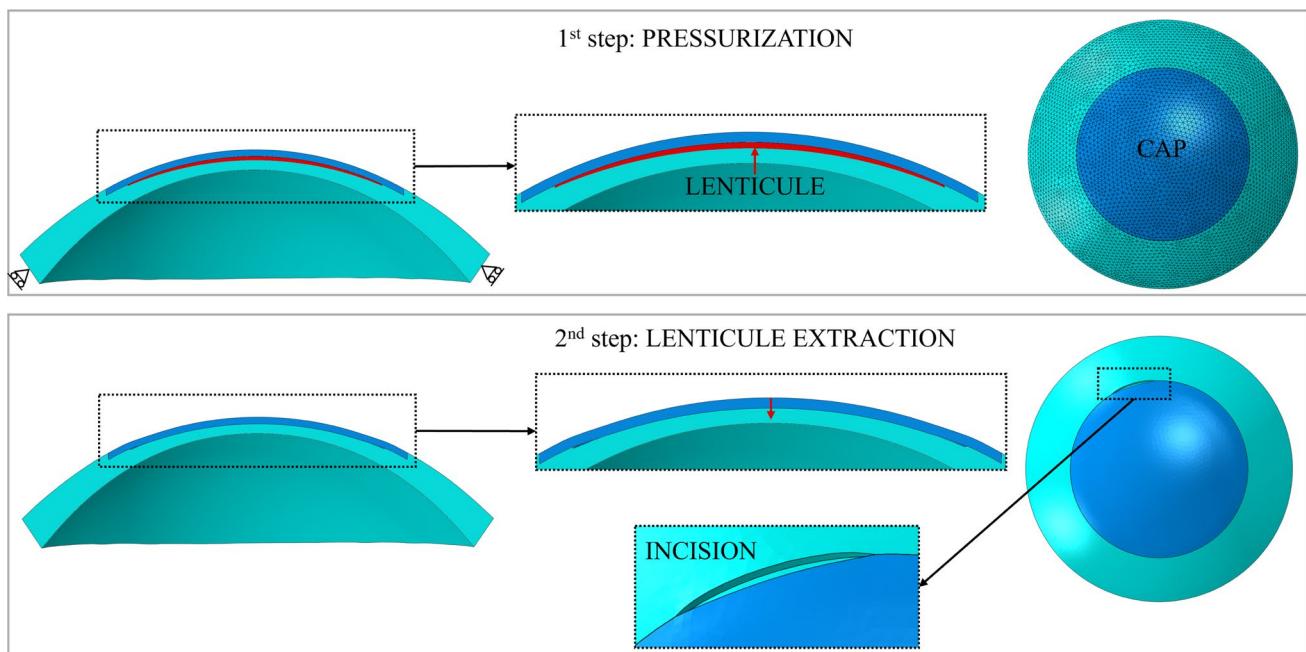 1st step: PRESSURIZATION
LENTICULE
CAP
2nd step: LENTICULE EXTRACTION
INCISION